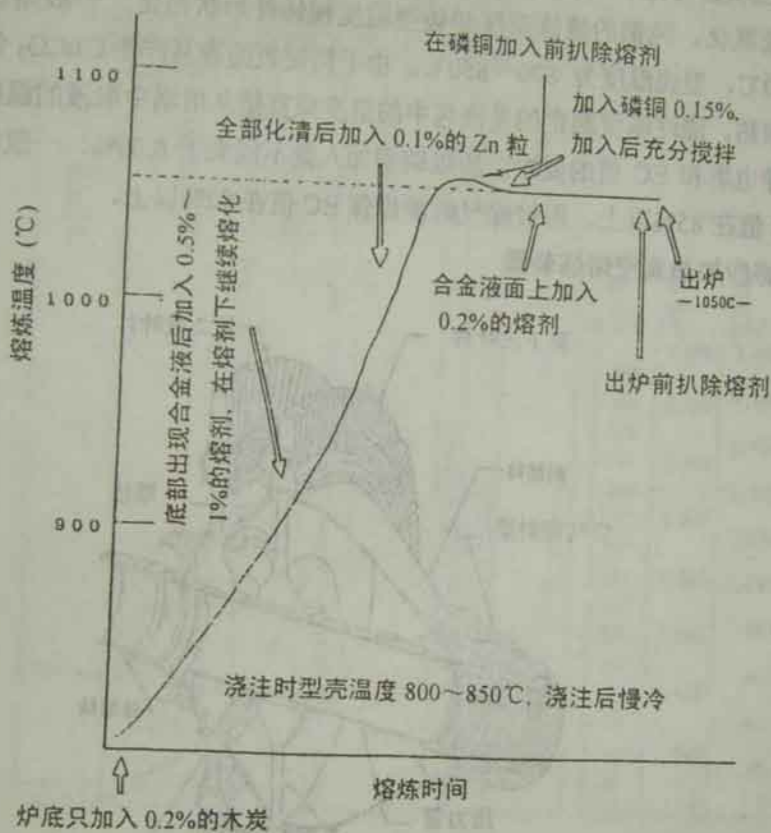 在磷铜加入前扒除熔剂
1100
加入磷铜 0.15%,
加入后充分搅拌
全部化清后加入 0.1%的 Zn 粒
熔炼温度 (℃)
1000
底部出现合金液后加入 0.5%~
1%的熔剂, 在熔剂下继续熔化
合金液面上加入
0.2%的熔剂
出炉
—1050C—
出炉前扒除熔剂
900
浇注时型壳温度 800～850℃, 浇注后慢冷
熔炼时间
炉底只加入 0.2%的木炭